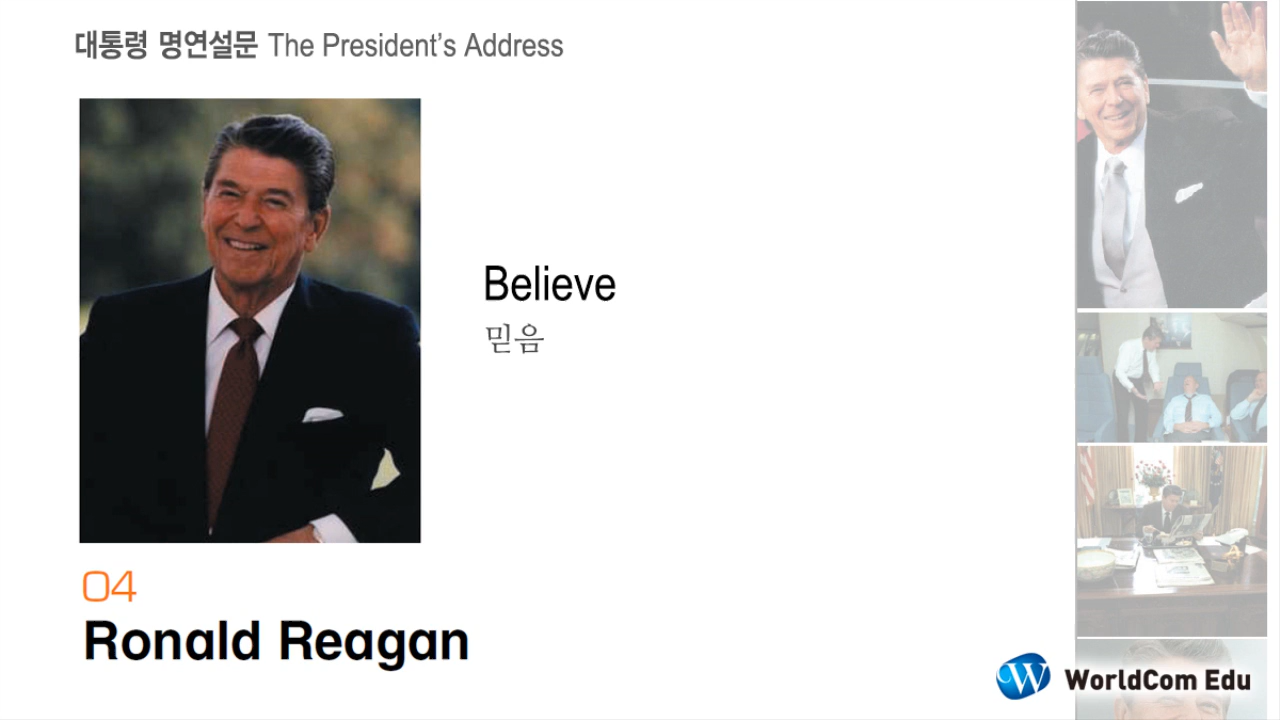 대통령 명연설문 The President's Address
Believe
믿음
04
Ronald Reagan
W WorldCom Edu